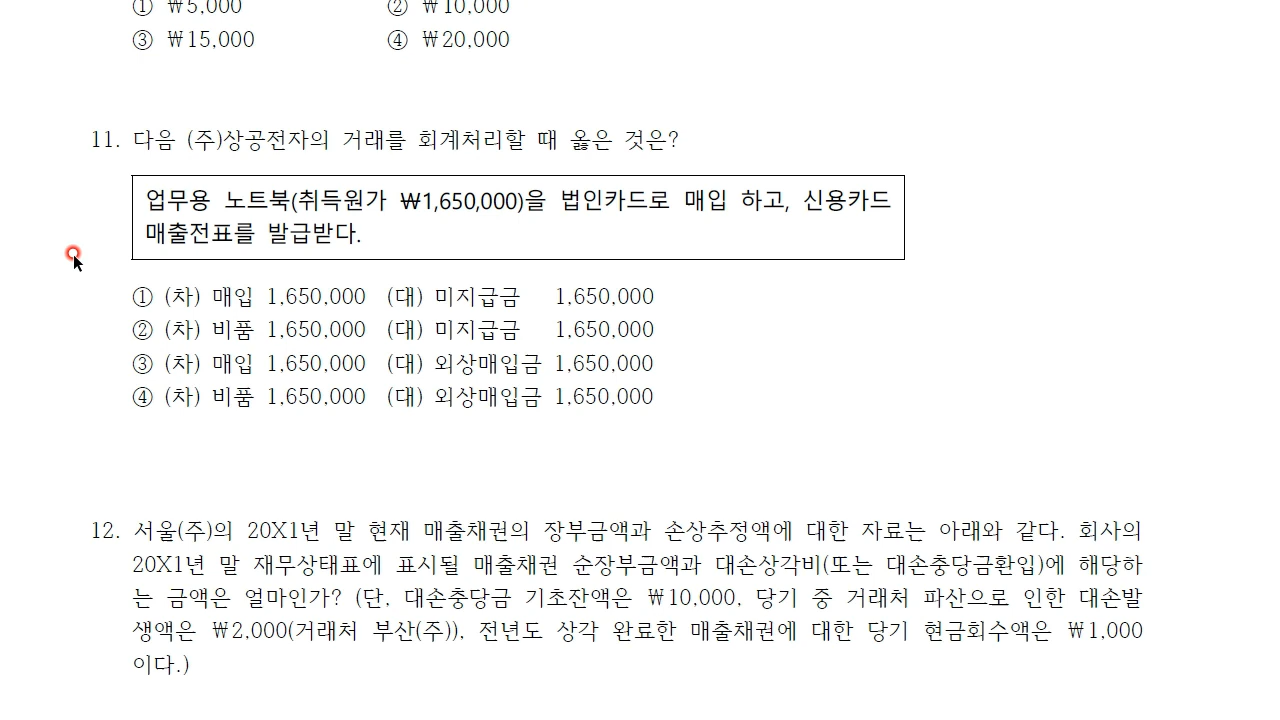 ① ₩5,000 ② ₩10,000
③ ₩15,000 ④ ₩20,000
11. 다음 (주)상공전자의 거래를 회계처리할 때 옳은 것은?
업무용 노트북(취득원가 ₩1,650,000)을 법인카드로 매입 하고, 신용카드
매출전표를 발급받다.
① (차) 매입 1,650,000 (대) 미지급금 1,650,000
② (차) 비품 1,650,000 (대) 미지급금 1,650,000
③ (차) 매입 1,650,000 (대) 외상매입금 1,650,000
④ (차) 비품 1,650,000 (대) 외상매입금 1,650,000
12. 서울(주)의 20X1년 말 현재 매출채권의 장부금액과 손상추정액에 대한 자료는 아래와 같다. 회사의
20X1년 말 재무상태표에 표시될 매출채권 순장부금액과 대손상각비(또는 대손충당금환입)에 해당하
는 금액은 얼마인가? (단, 대손충당금 기초잔액은 ₩10,000, 당기 중 거래처 파산으로 인한 대손발
생액은 ₩2,000(거래처 부산(주)), 전년도 상각 완료한 매출채권에 대한 당기 현금회수액은 ₩1,000
이다.)